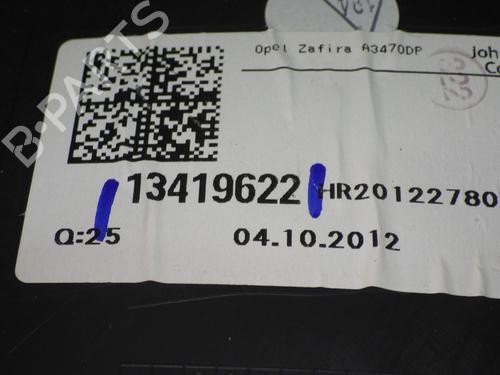 Opel Zafira A3470DP
Joh
Co
13419622 HR20122780
Q:25
04.10.2012
B-PARTS